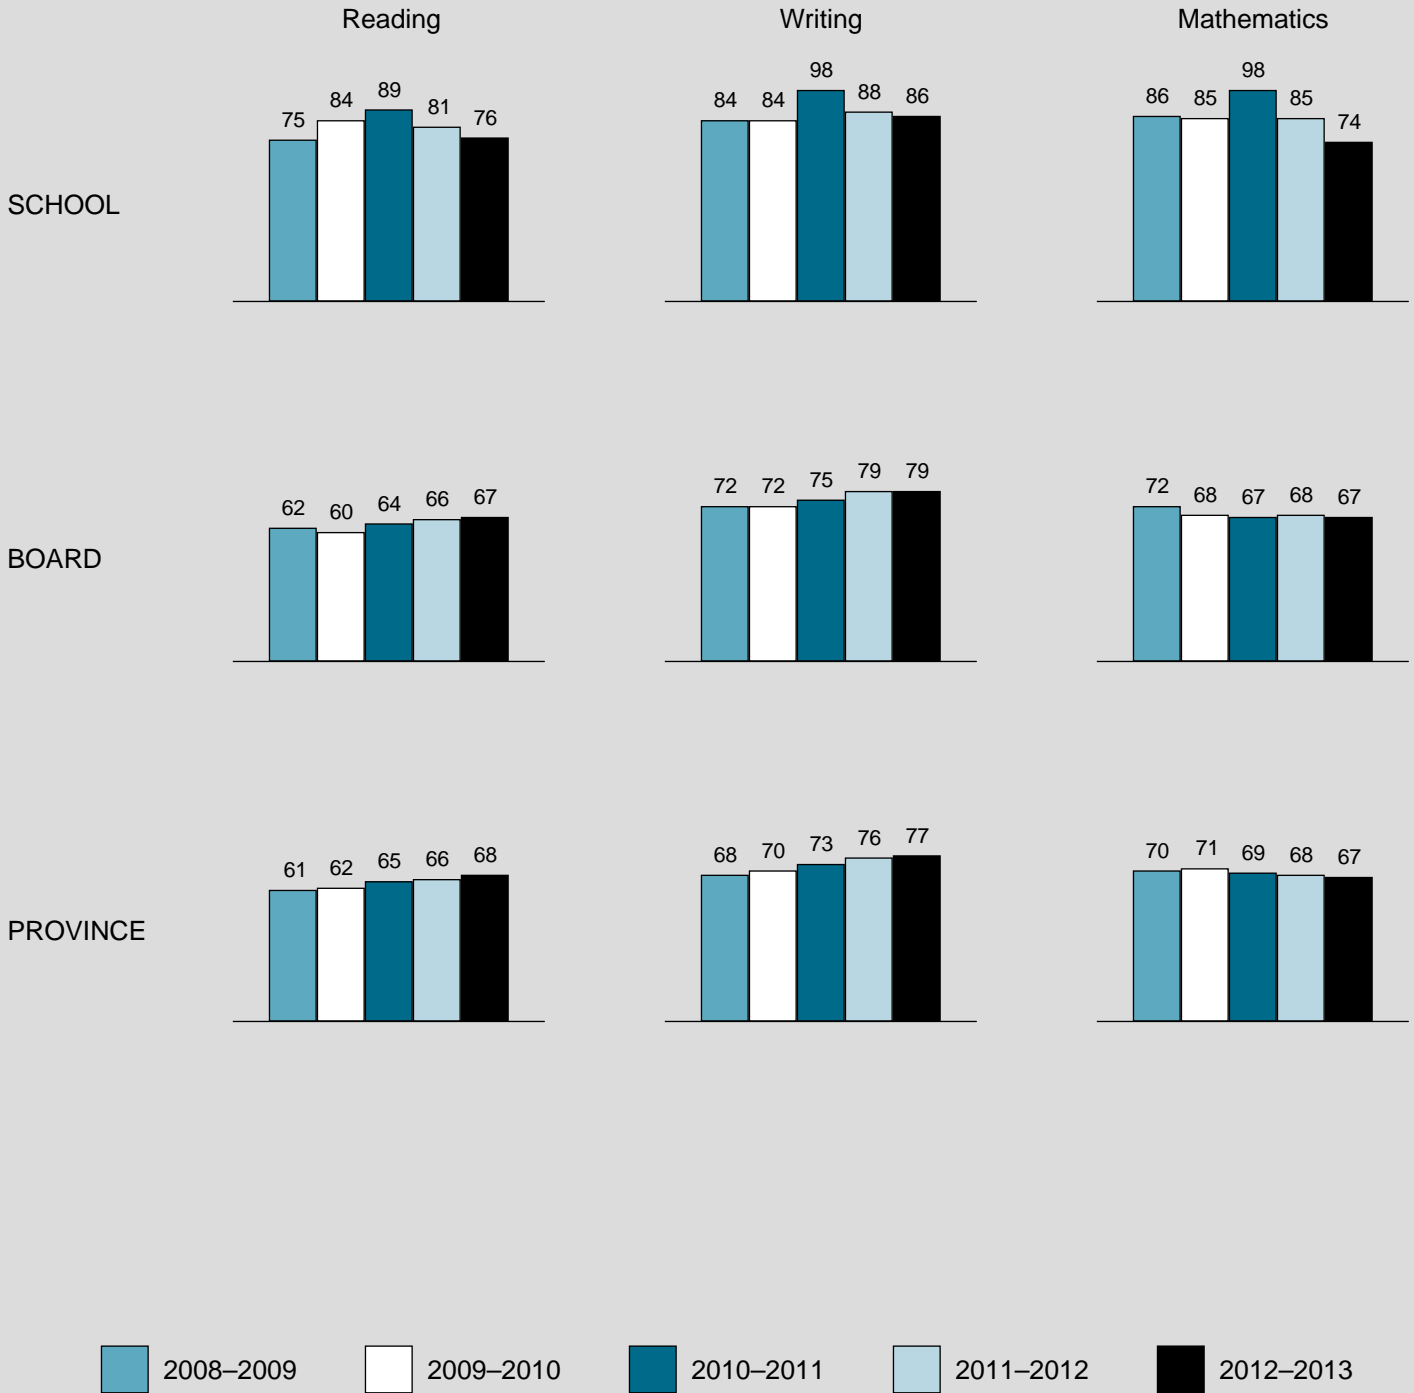 Reading Writing Mathematics
75 84 89 81 76 84 84 98 88 86 86 85 98 85 74
SCHOOL
62 60 64 66 67 72 72 75 79 79 72 68 67 68 67
BOARD
61 62 65 66 68 68 70 73 76 77 70 71 69 68 67
PROVINCE
2008–2009 2009–2010 2010–2011 2011–2012 2012–2013